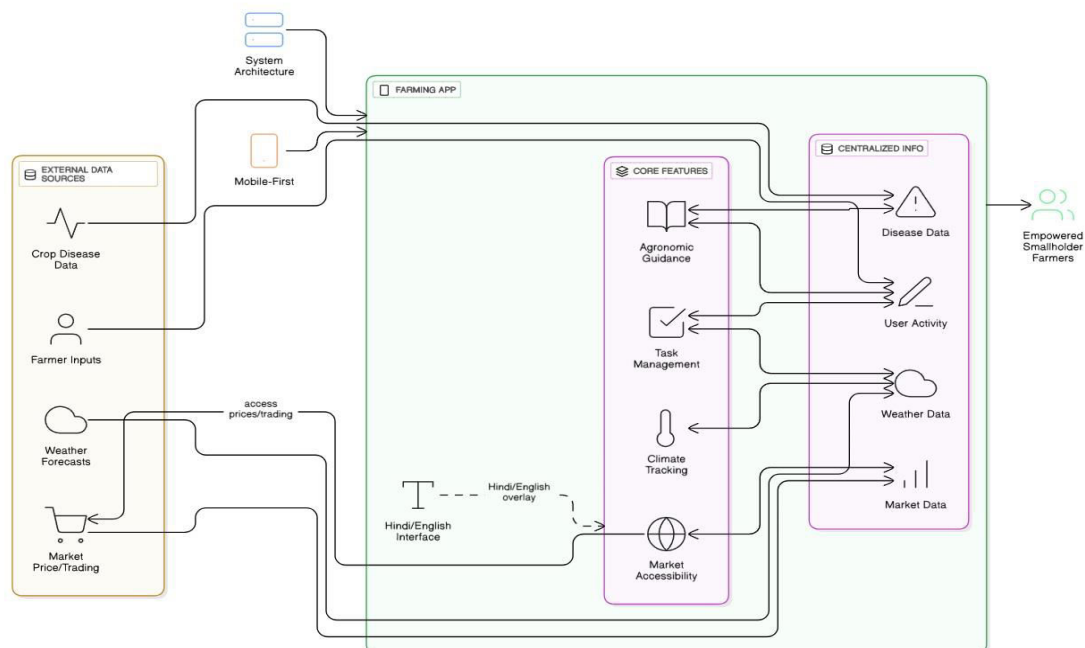 System
Architecture
FARMING APP
Mobile-First
EXTERNAL DATA
SOURCES
Crop Disease
Data
Farmer Inputs
Weather
Forecasts
Market
Price/Trading
access
prices/trading
Hindi/English
Interface
Hindi/English
overlay
CORE FEATURES
Agronomic
Guidance
Task
Management
Climate
Tracking
Market
Accessibility
CENTRALIZED INFO
Disease Data
User Activity
Weather Data
Market Data
Empowered
Smallholder
Farmers